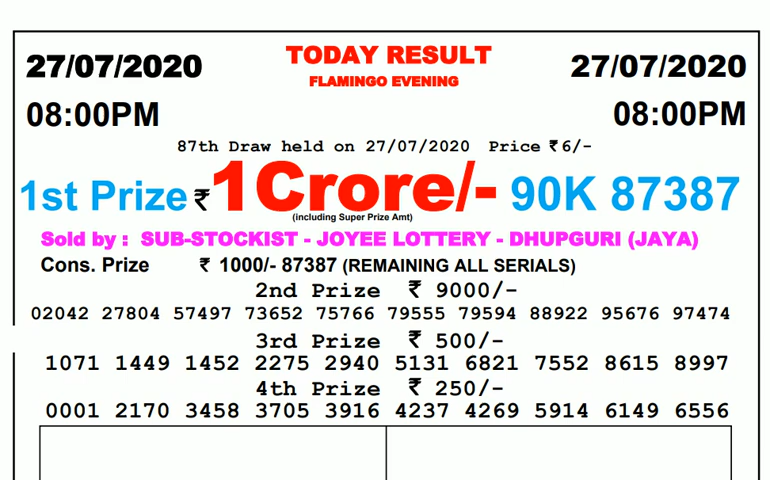 TODAY RESULT
27/07/2020 27/07/2020
FLAMINGO EVENING
08:00PM 08:00PM
87th Draw held on 27/07/2020 Price ₹6/-
1st Prize ₹1Crore/- 90K 87387
(including Super Prize Amt)
Sold by : SUB-STOCKIST - JOYEE LOTTERY - DHUPGURI (JAYA)
Cons. Prize ₹ 1000/- 87387 (REMAINING ALL SERIALS)
2nd Prize ₹ 9000/-
02042 27804 57497 73652 75766 79555 79594 88922 95676 97474
3rd Prize ₹ 500/-
1071 1449 1452 2275 2940 5131 6821 7552 8615 8997
4th Prize ₹ 250/-
0001 2170 3458 3705 3916 4237 4269 5914 6149 6556